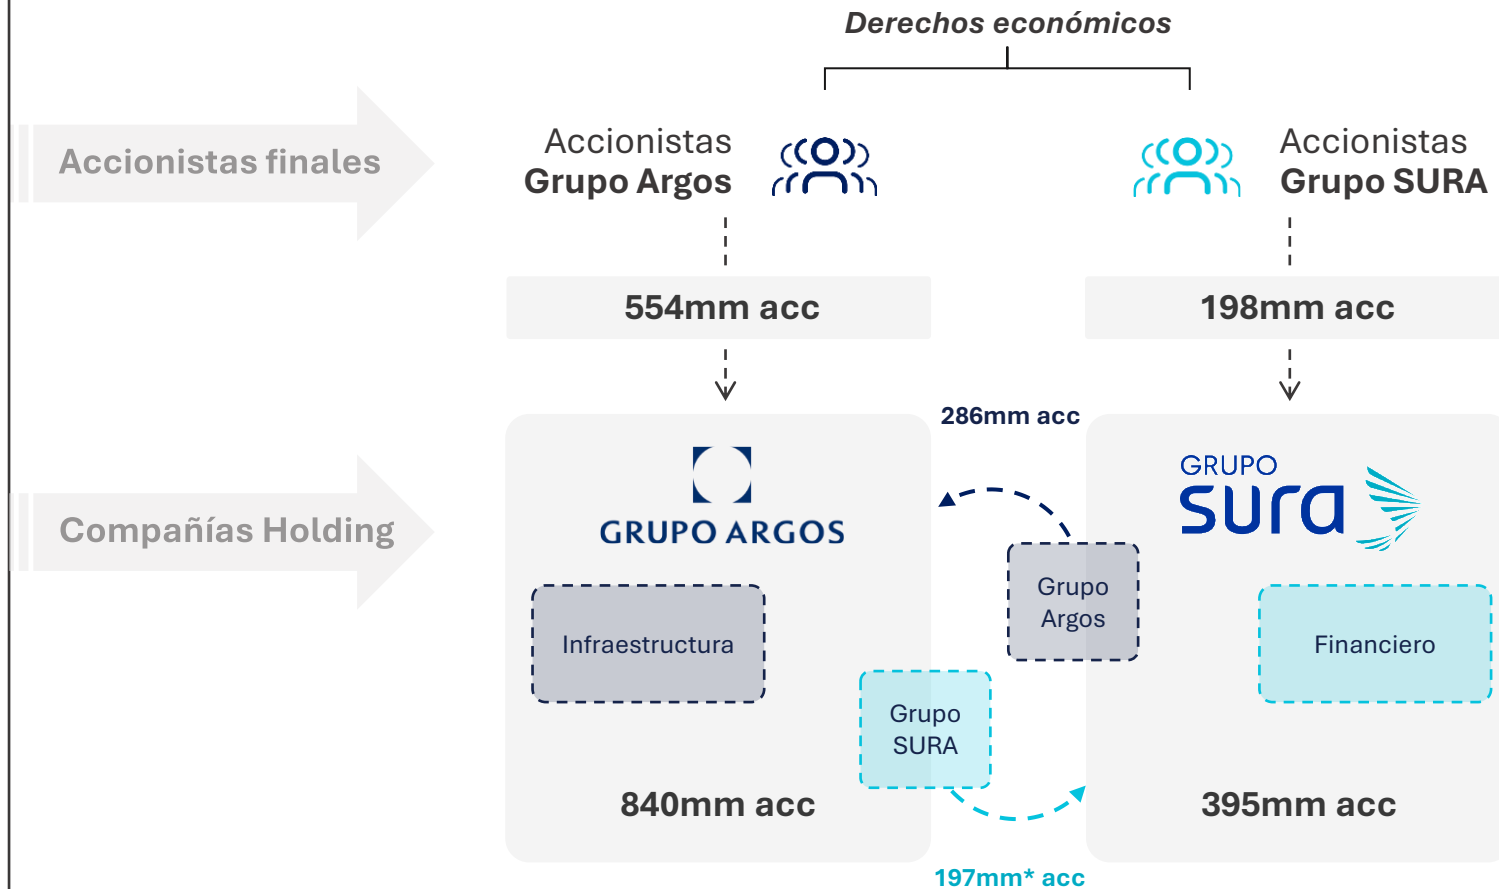 Derechos económicos
Accionistas finales
Accionistas
Grupo Argos
Accionistas
Grupo SURA
554mm acc
198mm acc
286mm acc
GRUPO ARGOS
GRUPO
sura
Compañías Holding
Grupo
Argos
Infraestructura
Financiero
Grupo
SURA
840mm acc
395mm acc
197mm* acc